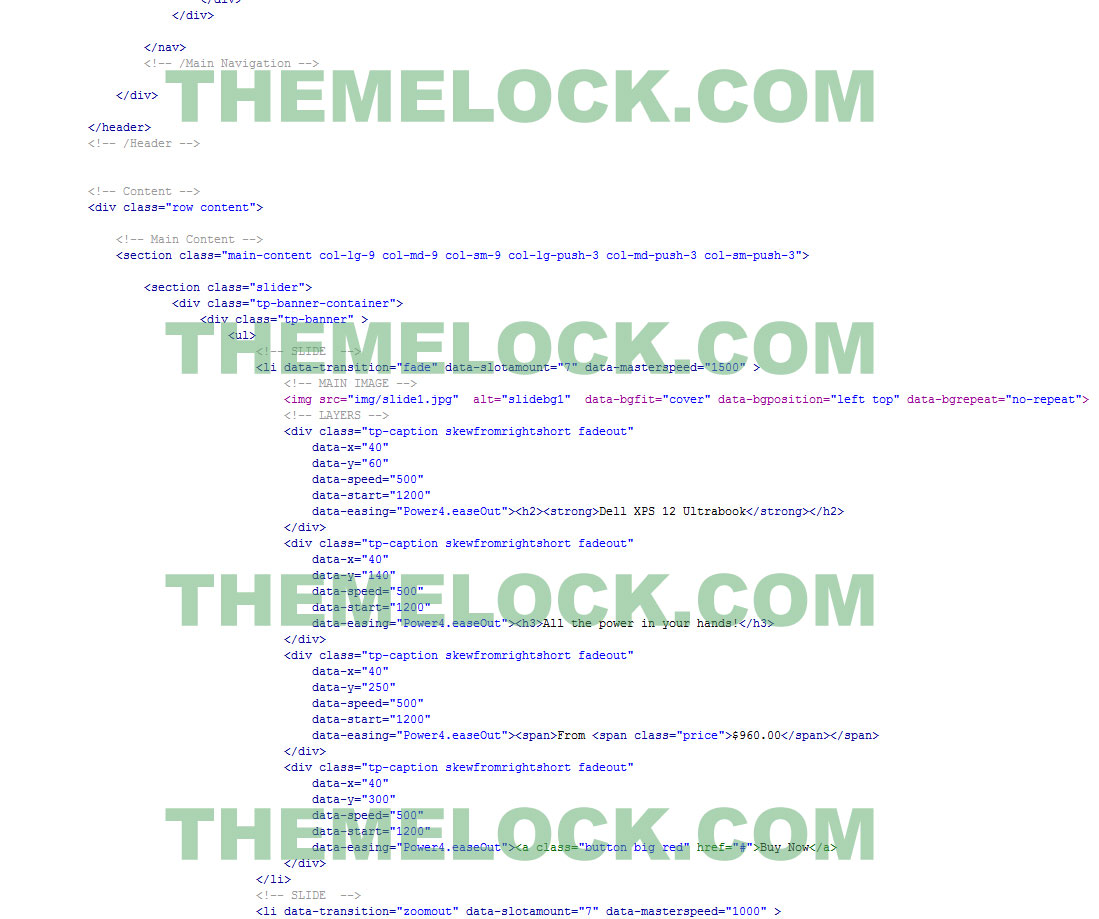 </div>
</div>
</nav>
<!-- /Main Navigation -->
THEMELOCK.COM
</div>
</header>
<!-- /Header -->
<!-- Content -->
<div class="row content">
<!-- Main Content -->
<section class="main-content col-lg-9 col-md-9 col-sm-9 col-lg-push-3 col-md-push-3 col-sm-push-3">
<section class="slider">
<div class="tp-banner-container">
<div class="tp-banner" >
<ul>
THEMELOCK.COM
<!-- SLIDE  -->
<li data-transition="fade" data-slotamount="7" data-masterspeed="1500" >
<!-- MAIN IMAGE -->
<img src="img/slide1.jpg"  alt="slidebg1"  data-bgfit="cover" data-bgposition="left top" data-bgrepeat="no-repeat">
<!-- LAYERS -->
<div class="tp-caption skewfromrightshort fadeout"
data-x="40"
data-y="60"
data-speed="500"
data-start="1200"
data-easing="Power4.easeOut"><h2><strong>Dell XPS 12 Ultrabook</strong></h2>
</div>
<div class="tp-caption skewfromrightshort fadeout"
data-x="40"
data-y="140"
THEMELOCK.COM
data-speed="500"
data-start="1200"
data-easing="Power4.easeOut"><h3>All the power in your hands!</h3>
</div>
<div class="tp-caption skewfromrightshort fadeout"
data-x="40"
data-y="250"
data-speed="500"
data-start="1200"
data-easing="Power4.easeOut"><span>From <span class="price">$960.00</span></span>
</div>
<div class="tp-caption skewfromrightshort fadeout"
data-x="40"
data-y="300"
data-speed="500"
THEMELOCK.COM
data-start="1200"
data-easing="Power4.easeOut"><a class="button big red" href="#">Buy Now</a>
</div>
</li>
<!-- SLIDE  -->
<li data-transition="zoomout" data-slotamount="7" data-masterspeed="1000" >